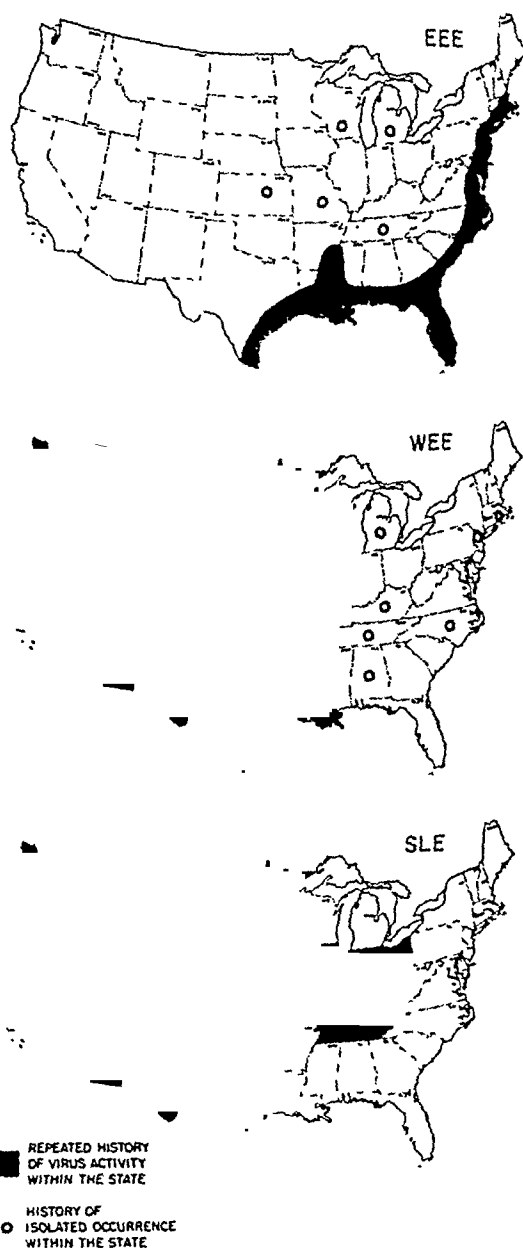 EEE
WEE
SLE
REPEATED HISTORY
OF VIRUS ACTIVITY
WITHIN THE STATE
HISTORY OF
ISOLATED OCCURRENCE
WITHIN THE STATE